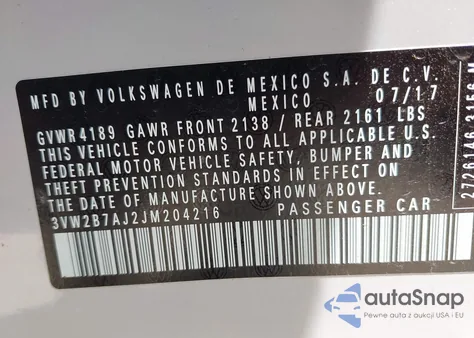 MFD BY VOLKSWAGEN DE MEXICO S.A. DE C.V.
MEXICO 07/17
GVWR4189 GAWR FRONT 2138 / REAR 2161 LBS
THIS VEHICLE CONFORMS TO ALL APPLICABLE U.S.
FEDERAL MOTOR VEHICLE SAFETY, BUMPER AND
THEFT PREVENTION STANDARDS IN EFFECT ON
THE DATE OF MANUFACTURE SHOWN ABOVE.
3VW2B7AJ2JM204216 PASSENGER CAR
autoSnap
Pewne auta z aukcji USA i EU